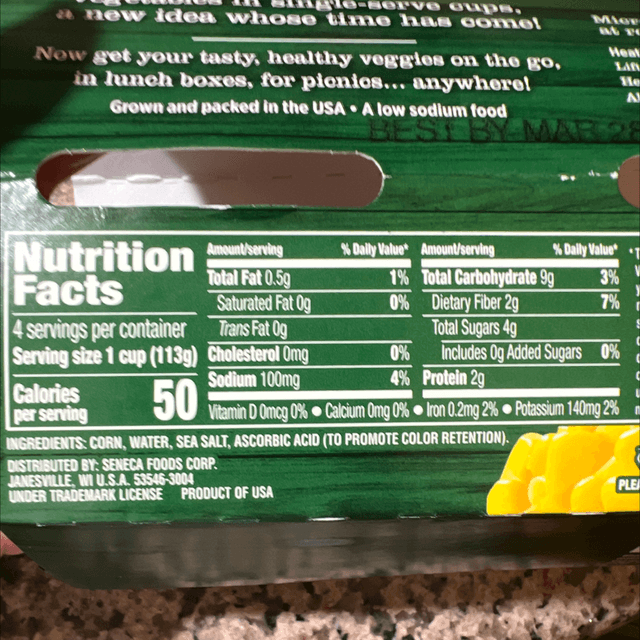 vegetables in single-serve cups,
a new idea whose time has come!
Now get your tasty, healthy veggies on the go,
in lunch boxes, for picnics... anywhere!
Grown and packed in the USA • A low sodium food
BEST BY MAR 2
Nutrition
Facts
4 servings per container
Serving size 1 cup (113g)
Calories
per serving 50
Amount/serving % Daily Value*
Total Fat 0.5g 1%
Saturated Fat 0g 0%
Trans Fat 0g
Cholesterol 0mg 0%
Sodium 100mg 4%
Amount/serving % Daily Value*
Total Carbohydrate 9g 3%
Dietary Fiber 2g 7%
Total Sugars 4g
Includes 0g Added Sugars 0%
Protein 2g
Vitamin D 0mcg 0% • Calcium 0mg 0% • Iron 0.2mg 2% • Potassium 140mg 2%
INGREDIENTS: CORN, WATER, SEA SALT, ASCORBIC ACID (TO PROMOTE COLOR RETENTION).
DISTRIBUTED BY: SENECA FOODS CORP.
JANESVILLE, WI U.S.A. 53546-3004
UNDER TRADEMARK LICENSE PRODUCT OF USA